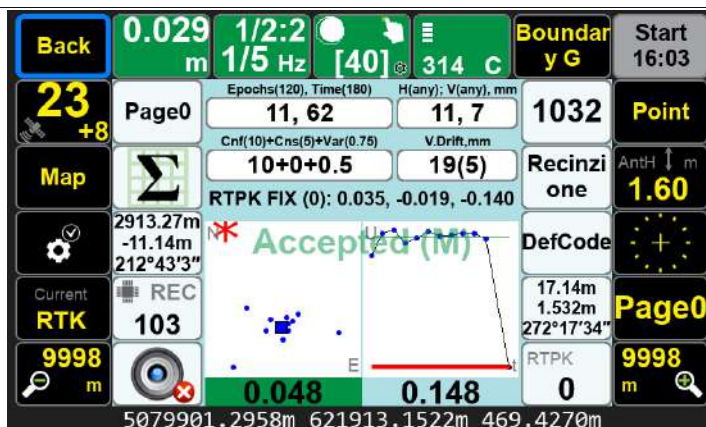 Back
0.029
m
1/2:2
1/5 Hz
[40]
314 C
Boundar
y G
Start
16:03
23
+8
Page0
Epochs(120), Time(180)
11, 62
H(any); V(any), mm
11, 7
1032
Point
Map
Σ
Cnf(10)+Cns(5)+Var(0.75)
10+0+0.5
V.Drift,mm
19(5)
Recinzi
one
AntH m
1.60
RTPK FIX (0): 0.035, -0.019, -0.140
2913.27m
-11.14m
212°43'3"
N
Accepted (M)
U
DefCode
Current
RTK
REC
103
17.14m
1.532m
272°17'34"
Page0
9998
m
E
t
RTPK
0
9998
m
0.048
0.148
5079901.2958m 621913.1522m 469.4270m